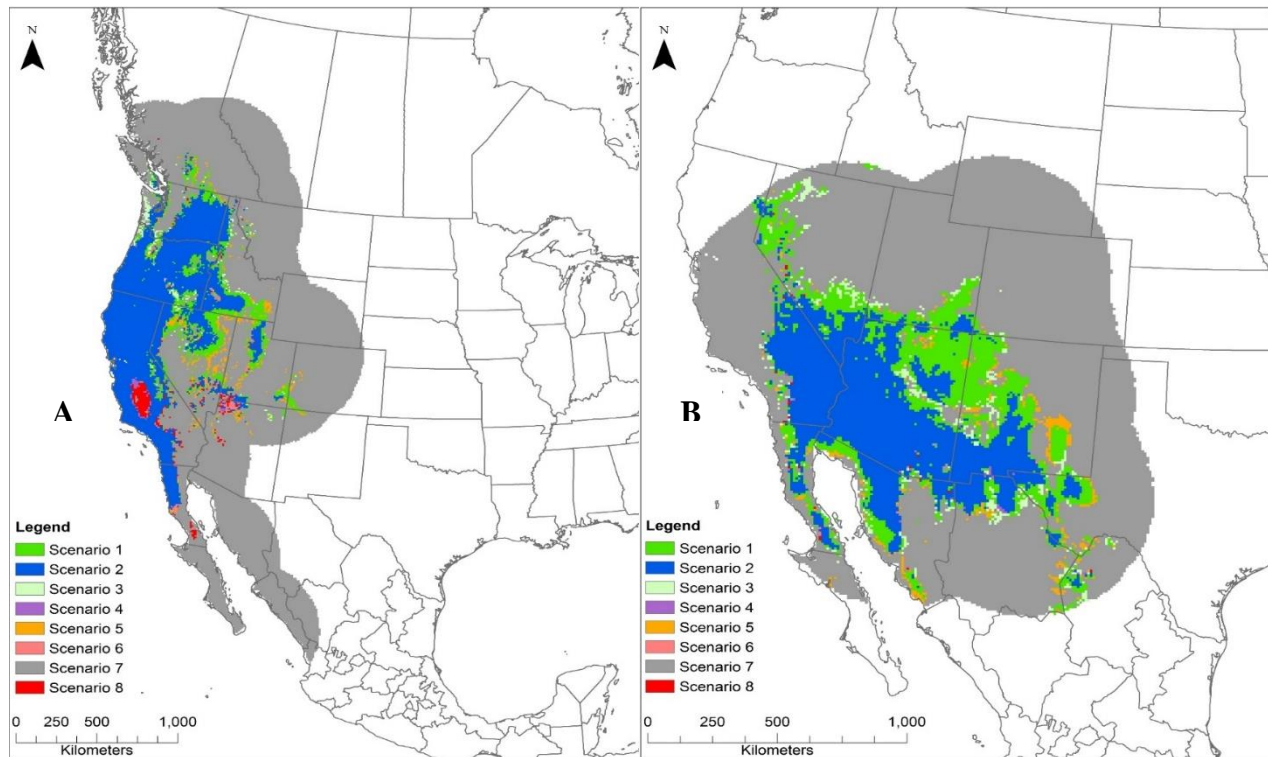 N
A
Legend
Scenario 1
Scenario 2
Scenario 3
Scenario 4
Scenario 5
Scenario 6
Scenario 7
Scenario 8
0 250 500 1,000
Kilometers
N
B
Legend
Scenario 1
Scenario 2
Scenario 3
Scenario 4
Scenario 5
Scenario 6
Scenario 7
Scenario 8
0 250 500 1,000
Kilometers